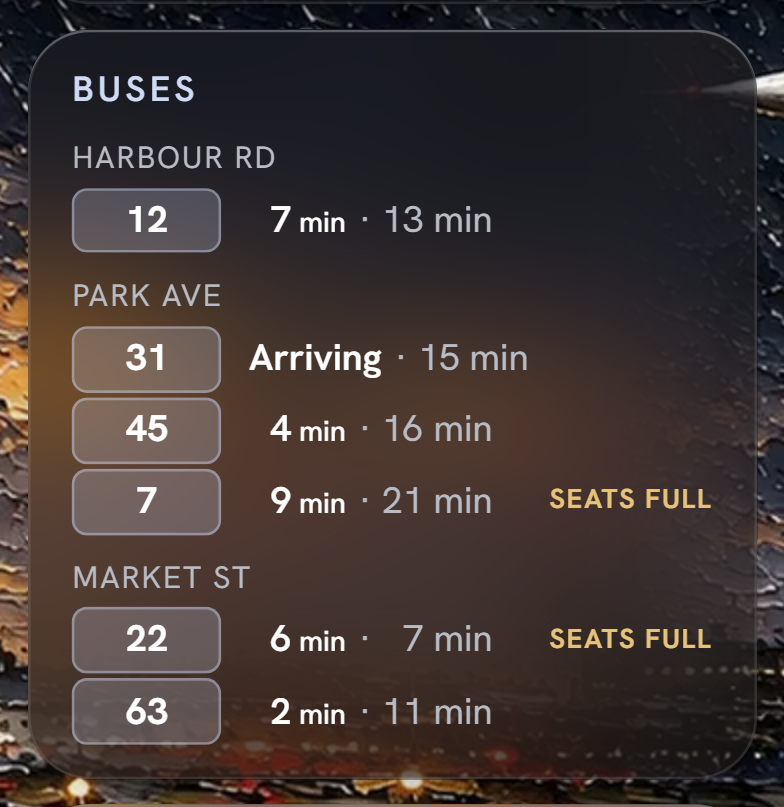 BUSES
HARBOUR RD
12 7 min · 13 min
PARK AVE
31 Arriving · 15 min
45 4 min · 16 min
7 9 min · 21 min SEATS FULL
MARKET ST
22 6 min · 7 min SEATS FULL
63 2 min · 11 min